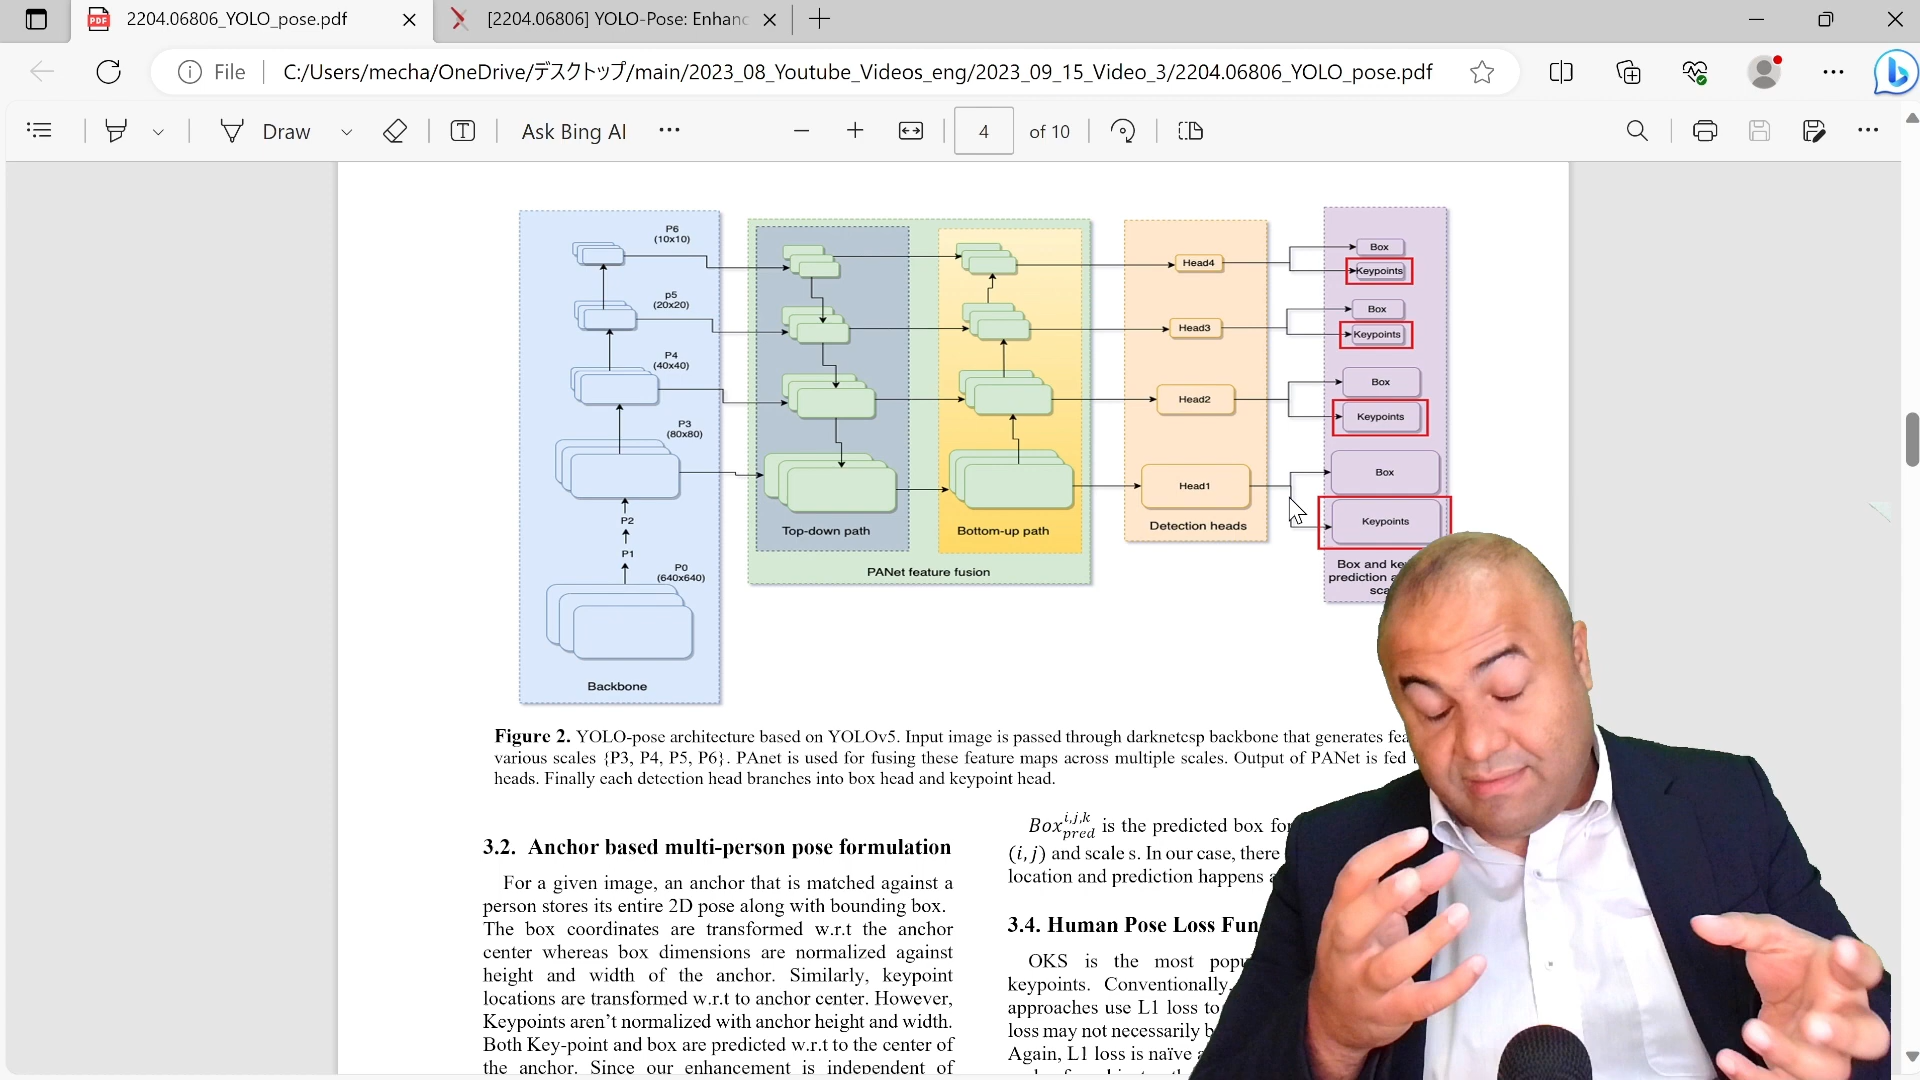 2204.06806_YOLO_pose.pdf
[2204.06806] YOLO-Pose: Enhanc
File
C:/Users/mecha/OneDrive/デスクトップ/main/2023_08_Youtube_Videos_eng/2023_09_15_Video_3/2204.06806_YOLO_pose.pdf
Draw
Ask Bing AI
4
of 10
P6
(10x10)
p5
(20x20)
P4
(40x40)
P3
(80x80)
P2
P1
P0
(640x640)
Backbone
Top-down path
Bottom-up path
PANet feature fusion
Head4
Head3
Head2
Head1
Detection heads
Box
Keypoints
Box
Keypoints
Box
Keypoints
Box
Keypoints
Box and
prediction
Figure 2. YOLO-pose architecture based on YOLOv5. Input image is passed through darknetcsp backbone that generates
various scales {P3, P4, P5, P6}. PAnet is used for fusing these feature maps across multiple scales. Output of PANet is fed
heads. Finally each detection head branches into box head and keypoint head.
3.2. Anchor based multi-person pose formulation
For a given image, an anchor that is matched against a
person stores its entire 2D pose along with bounding box.
The box coordinates are transformed w.r.t the anchor
center whereas box dimensions are normalized against
height and width of the anchor. Similarly, keypoint
locations are transformed w.r.t to anchor center. However,
Keypoints aren't normalized with anchor height and width.
Both Key-point and box are predicted w.r.t to the center of
the anchor. Since our enhancement is independent of
Box i,j,k pred is the predicted box for
(i, j) and scale s. In our case, there
location and prediction happens
3.4. Human Pose Loss Fun
OKS is the most
keypoints. Conventionally,
approaches use L1 loss to
loss may not necessarily
Again, L1 loss is naïve